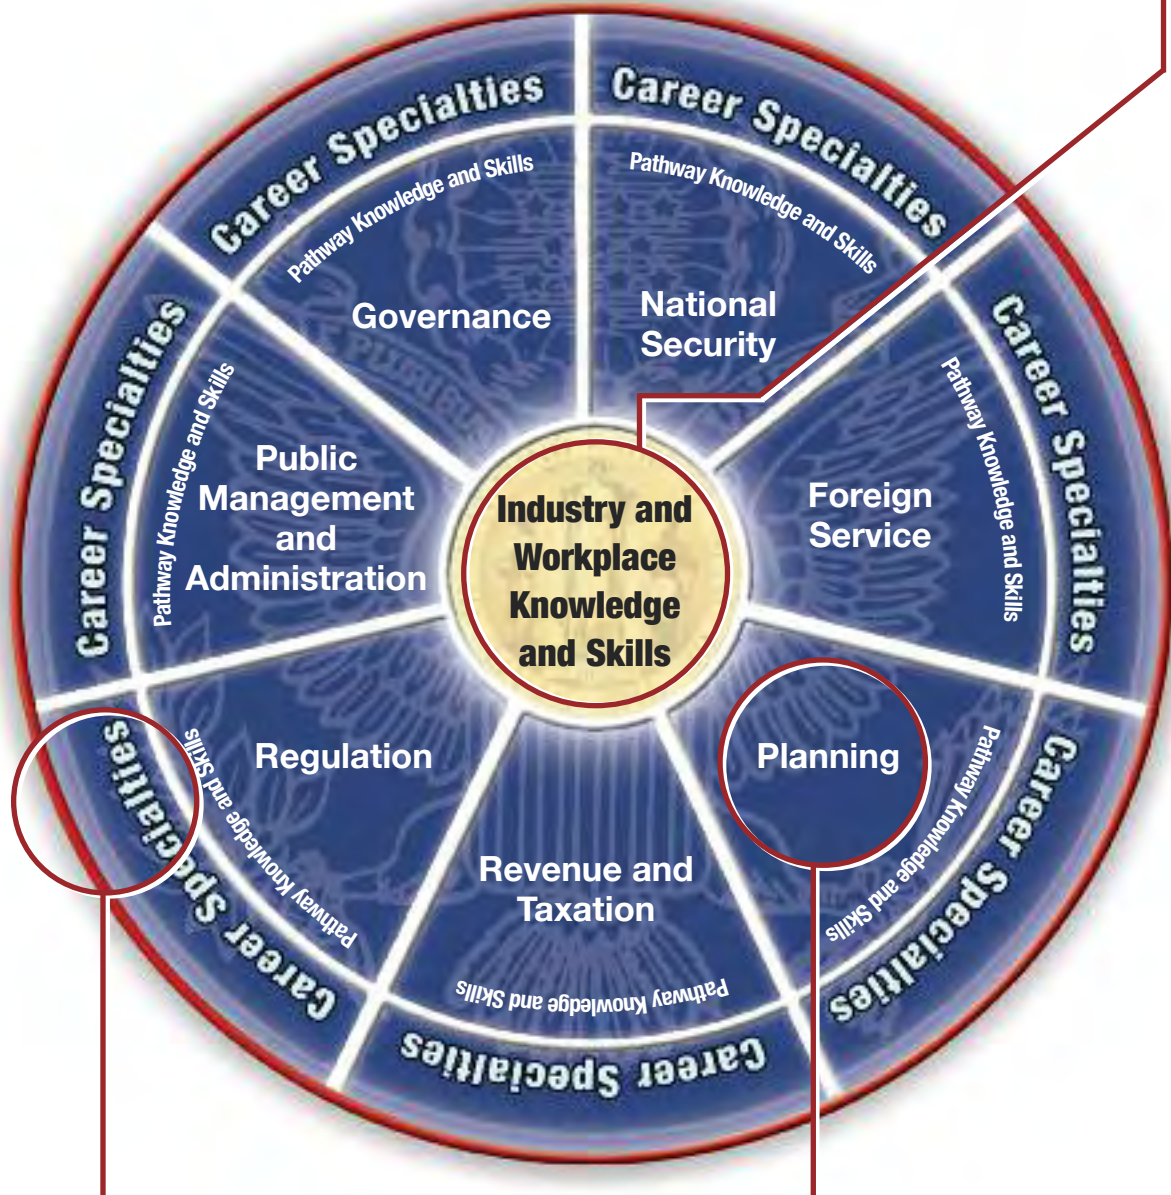 Career Specialties
Career Specialties
Pathway Knowledge and Skills
Pathway Knowledge and Skills
Governance
National
Security
Career Specialties
Career Specialties
Pathway Knowledge and Skills
Pathway Knowledge and Skills
Public
Management
and
Administration
Industry and
Workplace
Knowledge
and Skills
Foreign
Service
Regulation
Planning
Career Specialties
Pathway Knowledge and Skills
Pathway Knowledge and Skills
Career Specialties
Revenue and
Taxation
Pathway Knowledge and Skills
Career Specialties